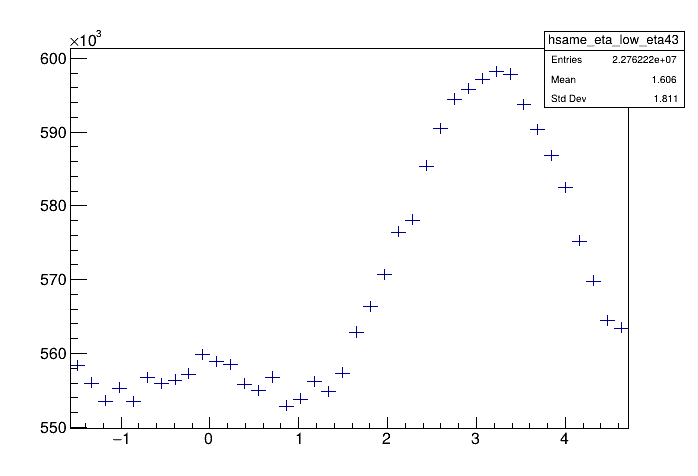 ×10³
hsame_eta_low_eta43
Entries 2.276222e+07
Mean 1.606
Std Dev 1.811
600
590
580
570
560
550
−1 0 1 2 3 4